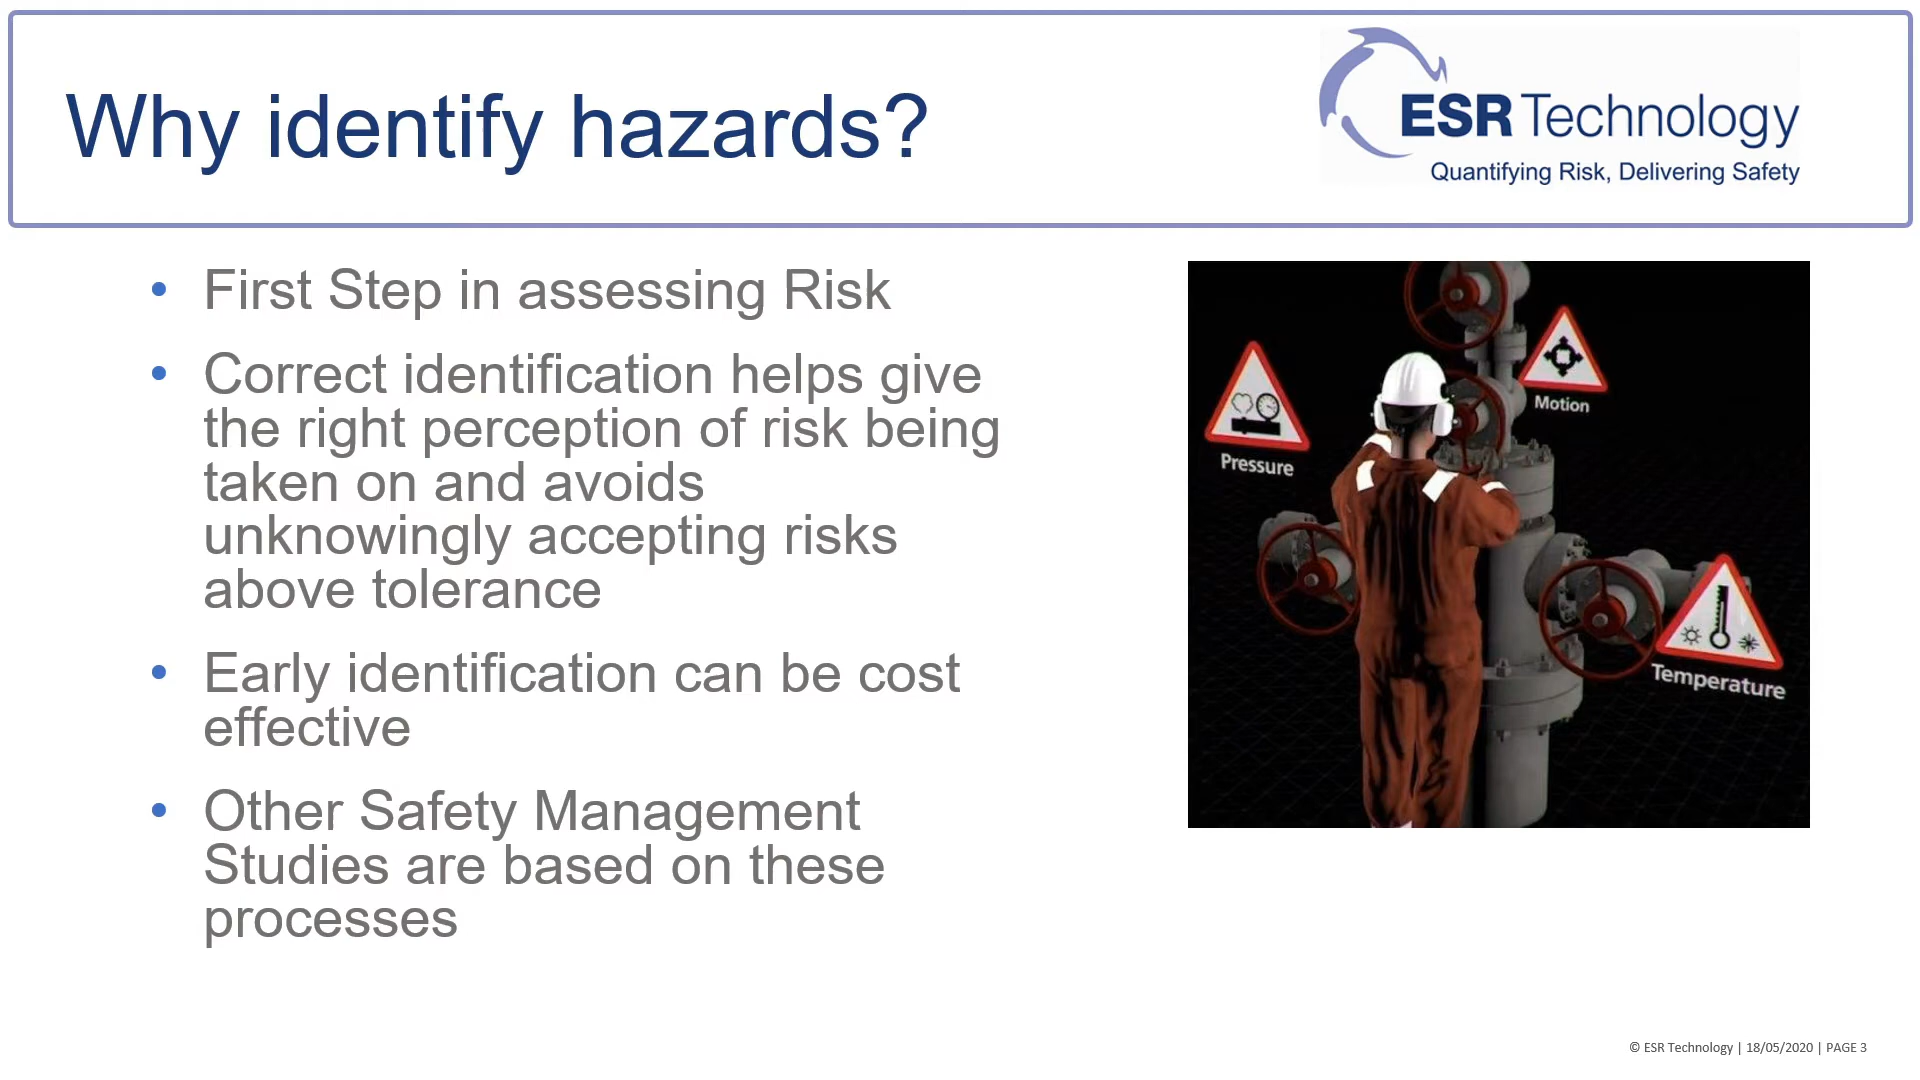 Why identify hazards?
ESR Technology
Quantifying Risk, Delivering Safety
• First Step in assessing Risk
• Correct identification helps give
the right perception of risk being
taken on and avoids
unknowingly accepting risks
above tolerance
• Early identification can be cost
effective
• Other Safety Management
Studies are based on these
processes
Motion
Pressure
Temperature
© ESR Technology | 18/05/2020 | PAGE 3